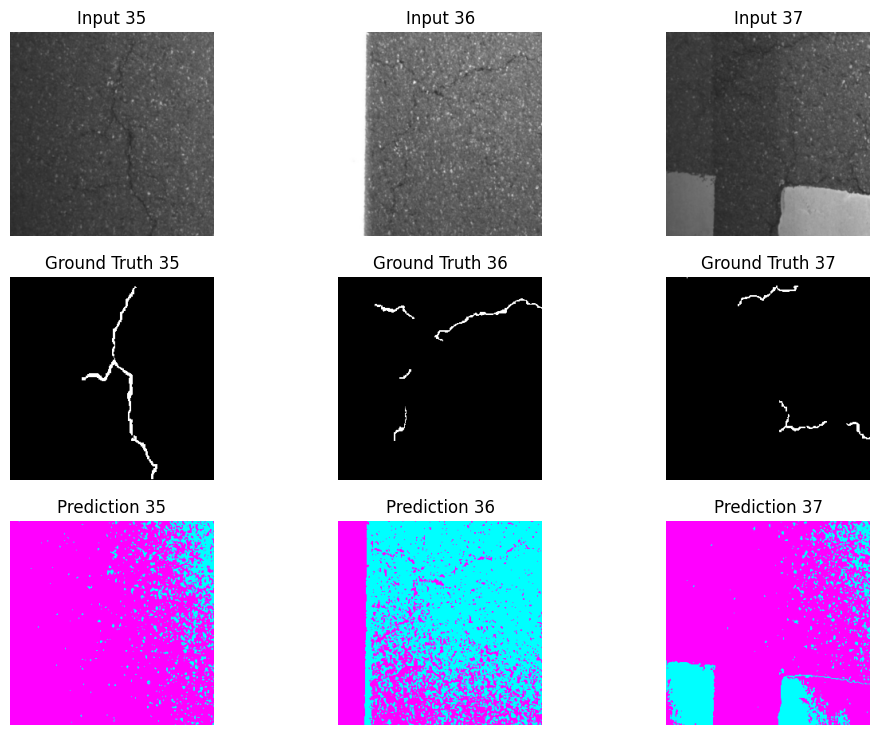 Input 35
Input 36
Input 37
Ground Truth 35
Ground Truth 36
Ground Truth 37
Prediction 35
Prediction 36
Prediction 37